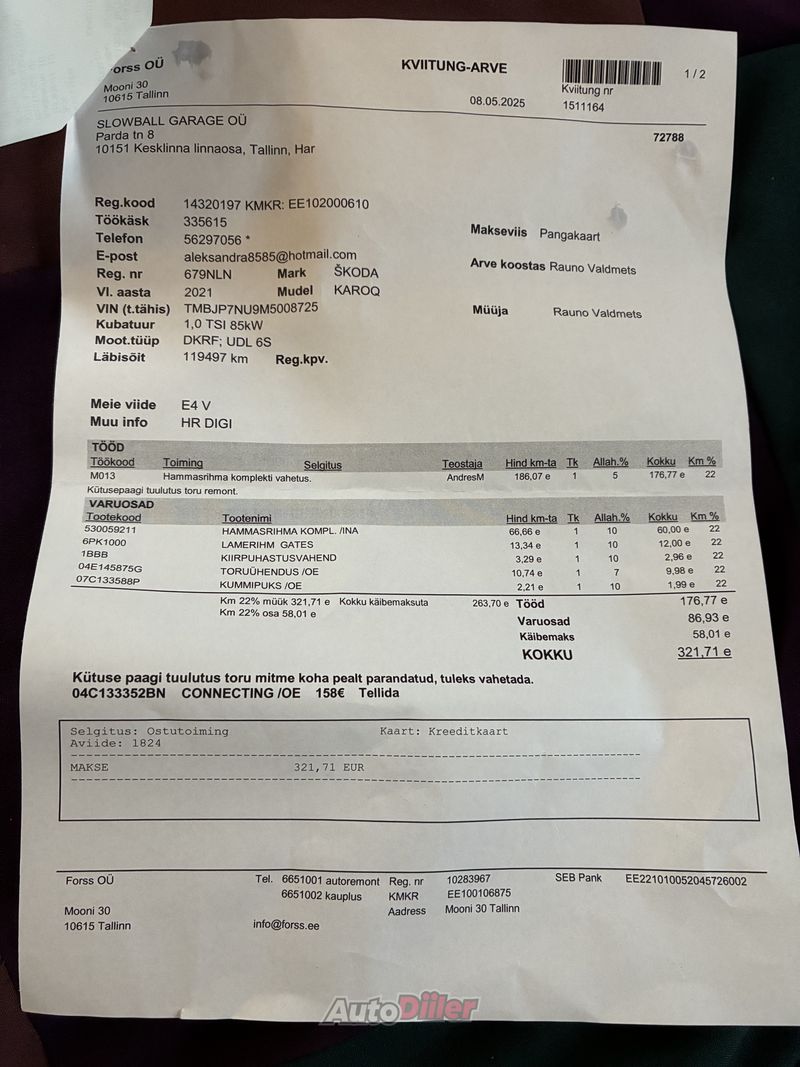 Forss OÜ
Mooni 30
10615 Tallinn
KVIITUNG-ARVE
08.05.2025
Kviitung nr
1511164
1 / 2
SLOWBALL GARAGE OÜ
Parda tn 8
10151 Kesklinna linnaosa, Tallinn, Har
72788
Reg.kood 14320197 KMKR: EE102000610
Töökäsk 335615
Telefon 56297056 *
E-post aleksandra8585@hotmail.com
Reg. nr 679NLN Mark ŠKODA
Vl. aasta 2021 Mudel KAROQ
VIN (t.tähis) TMBJP7NU9M5008725
Kubatuur 1,0 TSI 85kW
Moot.tüüp DKRF; UDL 6S
Läbisõit 119497 km Reg.kpv.
Makseviis Pangakaart
Arve koostas Rauno Valdmets
Müüja Rauno Valdmets
Meie viide E4 V
Muu info HR DIGI
TÖÖD
Töökood Toiming Selgitus Teostaja Hind km-ta Tk Allah.% Kokku Km %
M013 Hammasrihma komplekti vahetus. AndresM 186,07 e 1 5 176,77 e 22
Kütusepaagi tuulutus toru remont.
VARUOSAD
Tootekood Tootenimi Hind km-ta Tk Allah.% Kokku Km %
530059211 HAMMASRIHMA KOMPL. /INA 66,66 e 1 10 60,00 e 22
6PK1000 LAMERIHM GATES 13,34 e 1 10 12,00 e 22
1BBB KIIRPUHASTUSVAHEND 3,29 e 1 10 2,96 e 22
04E145875G TORUÜHENDUS /OE 10,74 e 1 7 9,98 e 22
07C133588P KUMMIPUKS /OE 2,21 e 1 10 1,99 e 22
Km 22% müük 321,71 e Kokku käibemaksuta 263,70 e Tööd 176,77 e
Km 22% osa 58,01 e
Varuosad 86,93 e
Käibemaks 58,01 e
KOKKU 321,71 e
Kütuse paagi tuulutus toru mitme koha pealt parandatud, tuleks vahetada.
04C133352BN CONNECTING /OE 158€ Tellida
Selgitus: Ostutoiming Kaart: Kreeditkaart
Aviide: 1824
MAKSE 321,71 EUR
Forss OÜ Tel. 6651001 autoremont Reg. nr 10283967 SEB Pank EE221010052045726002
6651002 kauplus KMKR EE100106875
Mooni 30 Aadress Mooni 30 Tallinn
10615 Tallinn info@forss.ee
AutoDiiler